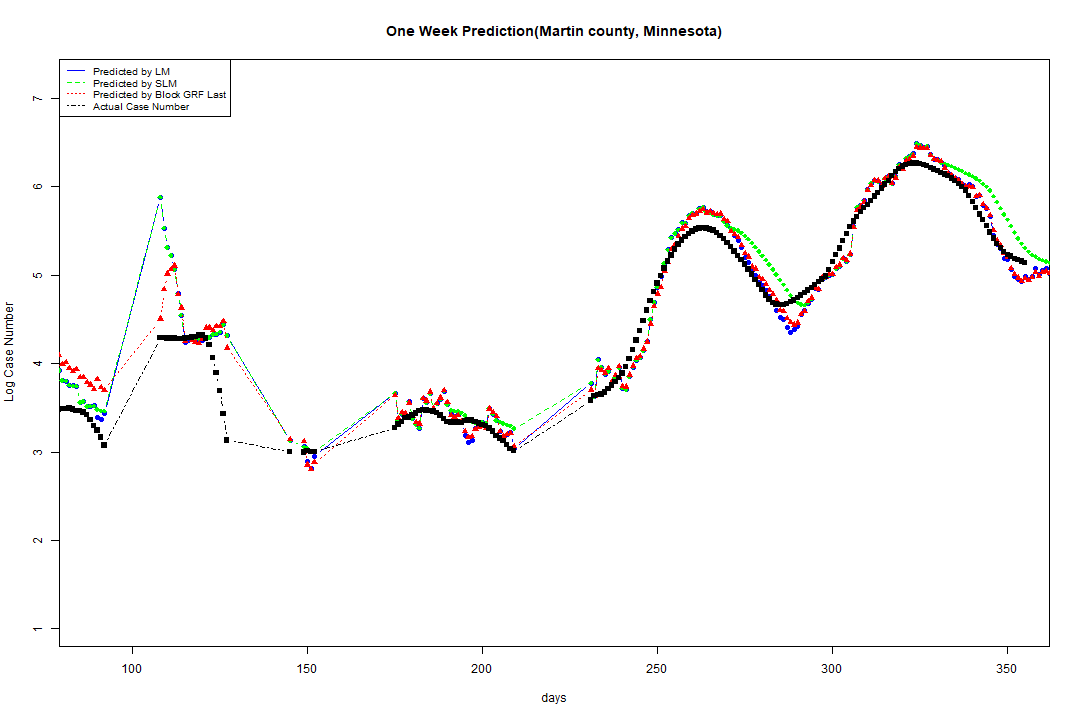 One Week Prediction(Martin county, Minnesota)
Predicted by LM
Predicted by SLM
Predicted by Block GRF Last
Actual Case Number
7
6
5
4
3
2
1
Log Case Number
100 150 200 250 300 350
days